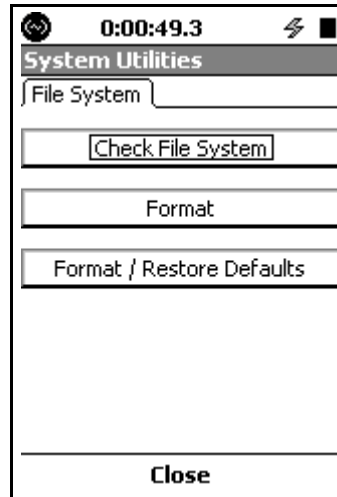 0:00:49.3
System Utilities
File System
Check File System
Format
Format / Restore Defaults
Close